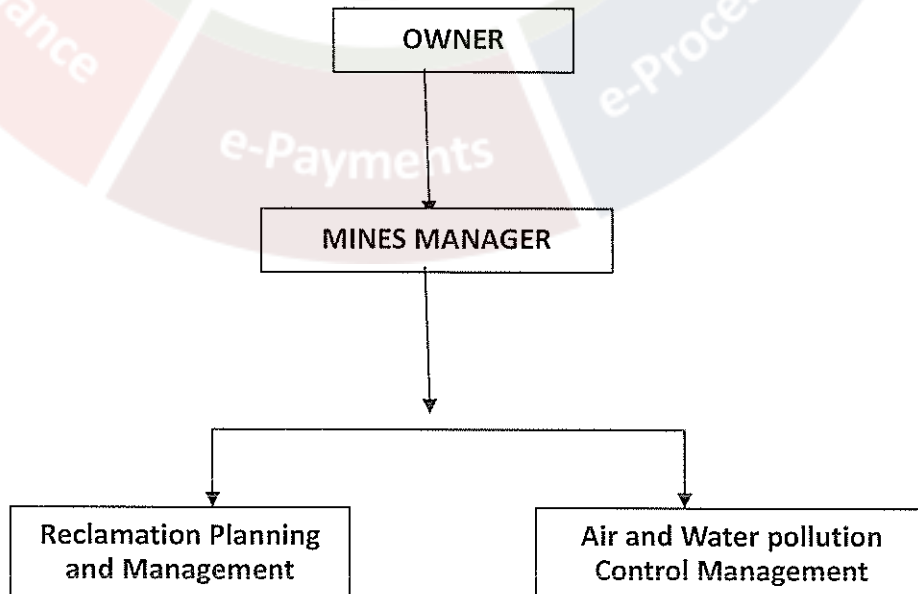 OWNER
e-Payments
MINES MANAGER
Reclamation Planning
and Management
Air and Water pollution
Control Management